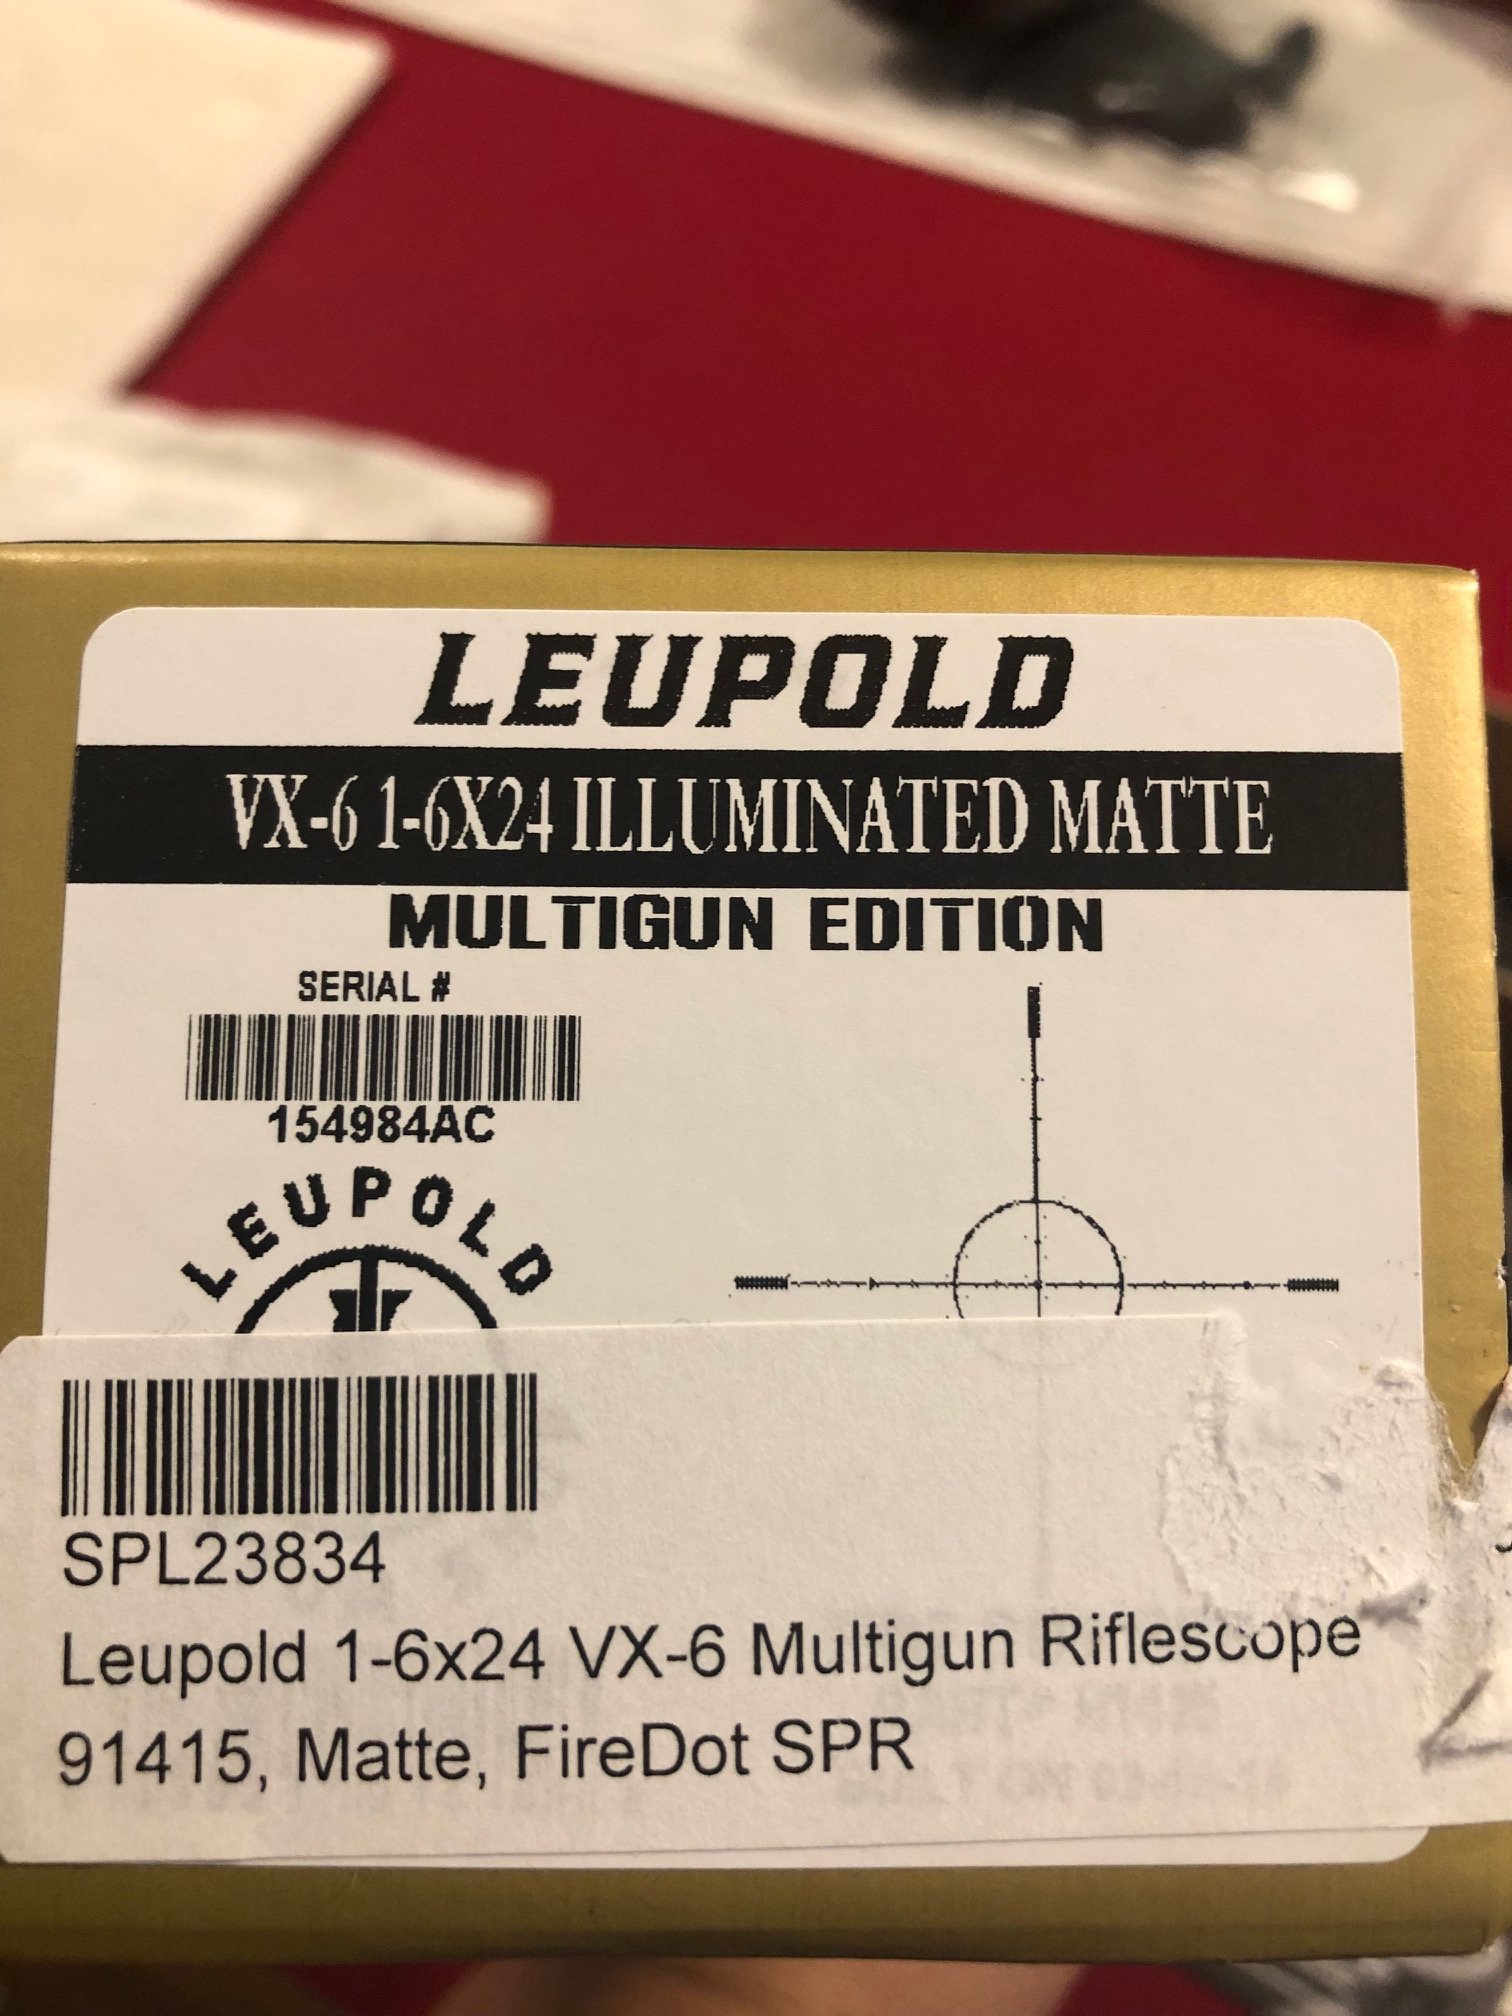 LEUPOLD
VX-6 1-6X24 ILLUMINATED MATTE
MULTIGUN EDITION
SERIAL #
154984AC
LEUPOLD
SPL23834
Leupold 1-6x24 VX-6 Multigun Riflescope
91415, Matte, FireDot SPR